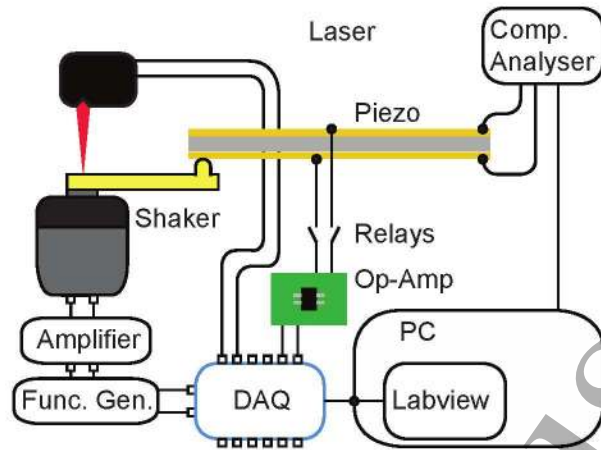 Laser
Comp.
Analyser
Piezo
Shaker
Relays
Op-Amp
Amplifier
PC
Func. Gen.
DAQ
Labview